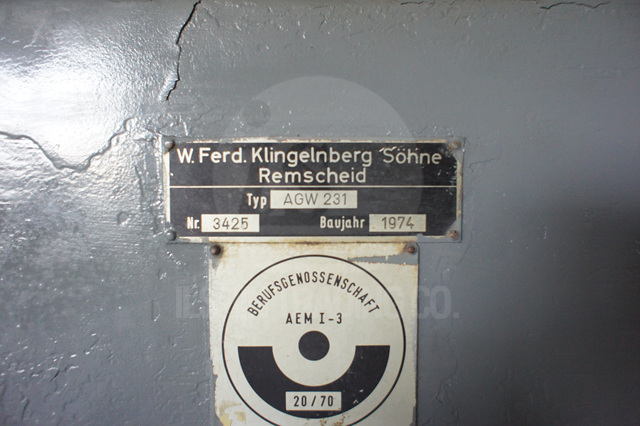 W. Ferd. Klingelnberg Söhne
Remscheid
Typ AGW 231
Nr. 3425 Baujahr 1974
BERUFSGENOSSENSCHAFT
AEM I-3
20/70